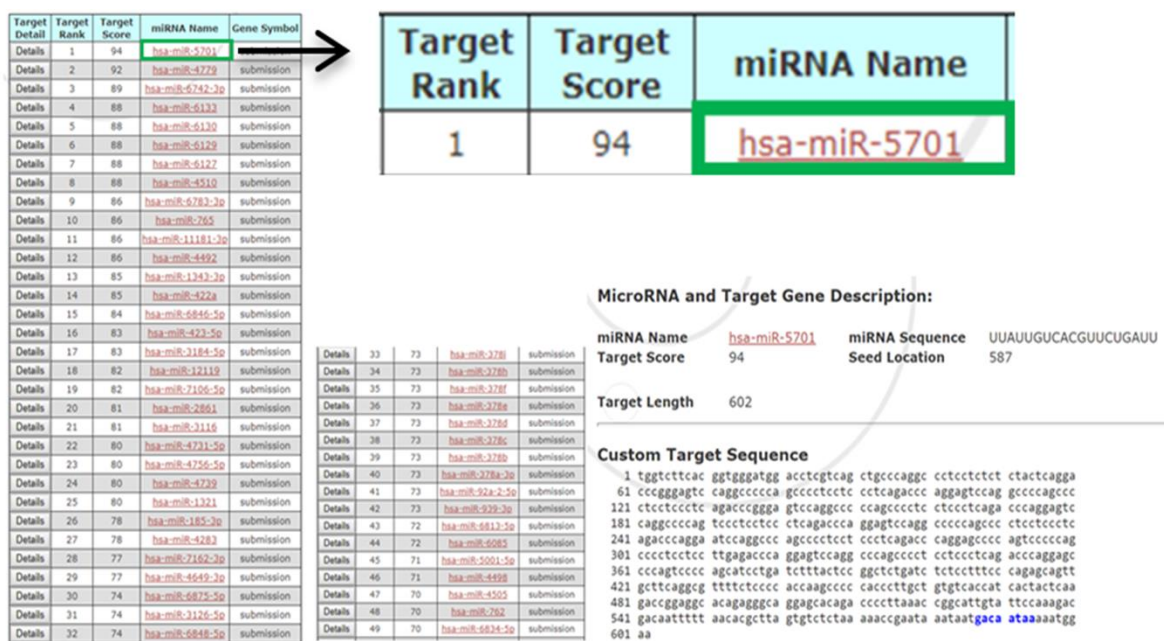 Target Detail Target Rank Target Score miRNA Name Gene Symbol
Details 1 94 hsa-miR-5701 submission
Details 2 92 hsa-miR-4779 submission
Details 3 89 hsa-miR-6742-3p submission
Details 4 88 hsa-miR-6133 submission
Details 5 88 hsa-miR-6130 submission
Details 6 88 hsa-miR-6129 submission
Details 7 88 hsa-miR-6127 submission
Details 8 88 hsa-miR-4510 submission
Details 9 86 hsa-miR-6783-3p submission
Details 10 86 hsa-miR-765 submission
Details 11 86 hsa-miR-11181-3p submission
Details 12 86 hsa-miR-4492 submission
Details 13 85 hsa-miR-1343-3p submission
Details 14 85 hsa-miR-422a submission
Details 15 84 hsa-miR-6846-5p submission
Details 16 83 hsa-miR-423-5p submission
Details 17 83 hsa-miR-3184-5p submission
Details 18 82 hsa-miR-12119 submission
Details 19 82 hsa-miR-7106-5p submission
Details 20 81 hsa-miR-2861 submission
Details 21 81 hsa-miR-3116 submission
Details 22 80 hsa-miR-4731-5p submission
Details 23 80 hsa-miR-4756-5p submission
Details 24 80 hsa-miR-4739 submission
Details 25 80 hsa-miR-1321 submission
Details 26 78 hsa-miR-185-3p submission
Details 27 78 hsa-miR-4283 submission
Details 28 77 hsa-miR-7162-3p submission
Details 29 77 hsa-miR-4649-3p submission
Details 30 74 hsa-miR-6875-5p submission
Details 31 74 hsa-miR-3126-5p submission
Details 32 74 hsa-miR-6848-5p submission
Target Rank Target Score miRNA Name
1 94 hsa-miR-5701
Details 33 73 hsa-miR-378i submission
Details 34 73 hsa-miR-378h submission
Details 35 73 hsa-miR-378f submission
Details 36 73 hsa-miR-378e submission
Details 37 73 hsa-miR-378d submission
Details 38 73 hsa-miR-378c submission
Details 39 73 hsa-miR-378b submission
Details 40 73 hsa-miR-378a-3p submission
Details 41 73 hsa-miR-92a-2-5p submission
Details 42 73 hsa-miR-939-3p submission
Details 43 72 hsa-miR-6813-5p submission
Details 44 72 hsa-miR-6085 submission
Details 45 71 hsa-miR-5001-5p submission
Details 46 71 hsa-miR-4498 submission
Details 47 70 hsa-miR-4505 submission
Details 48 70 hsa-miR-762 submission
Details 49 70 hsa-miR-6834-5p submission
MicroRNA and Target Gene Description:
miRNA Name hsa-miR-5701 miRNA Sequence UUAUUGUCACGUUCUGAUU
Target Score 94 Seed Location 587
Target Length 602
Custom Target Sequence
1 tggtcttcac ggtgggatgg acctcgtcag ctgcccaggc cctcctctct ctactcagga
61 cccgggagtc caggccccca gcccctcctc cctcagaccc aggagtccag gccccagccc
121 ctcctccctc agacccggga gtccaggccc ccagcccctc ctccctcaga cccaggagtc
181 caggccccag tccctcctcc ctcagaccca ggagtccagg cccccagccc ctcctccctc
241 agacccagga atccaggccc agcccctcct ccctcagacc caggagcccc agtcccccag
301 cccctcctcc ttgagaccca ggagtccagg cccagcccct cctccctcag acccaggagc
361 cccagtcccc agcatcctga tctttactcc ggctctgatc tctcctttcc cagagcagtt
421 gcttcaggcg ttttctcccc accaagcccc cacccttgct gtgtcaccat cactactcaa
481 gaccggaggc acagagggca ggagcacaga ccccttaaac cggcattgta ttccaaagac
541 gacaattttt aacacgctta gtgtctctaa aaaccgaata aataatgaca ataaaaatgg
601 aa